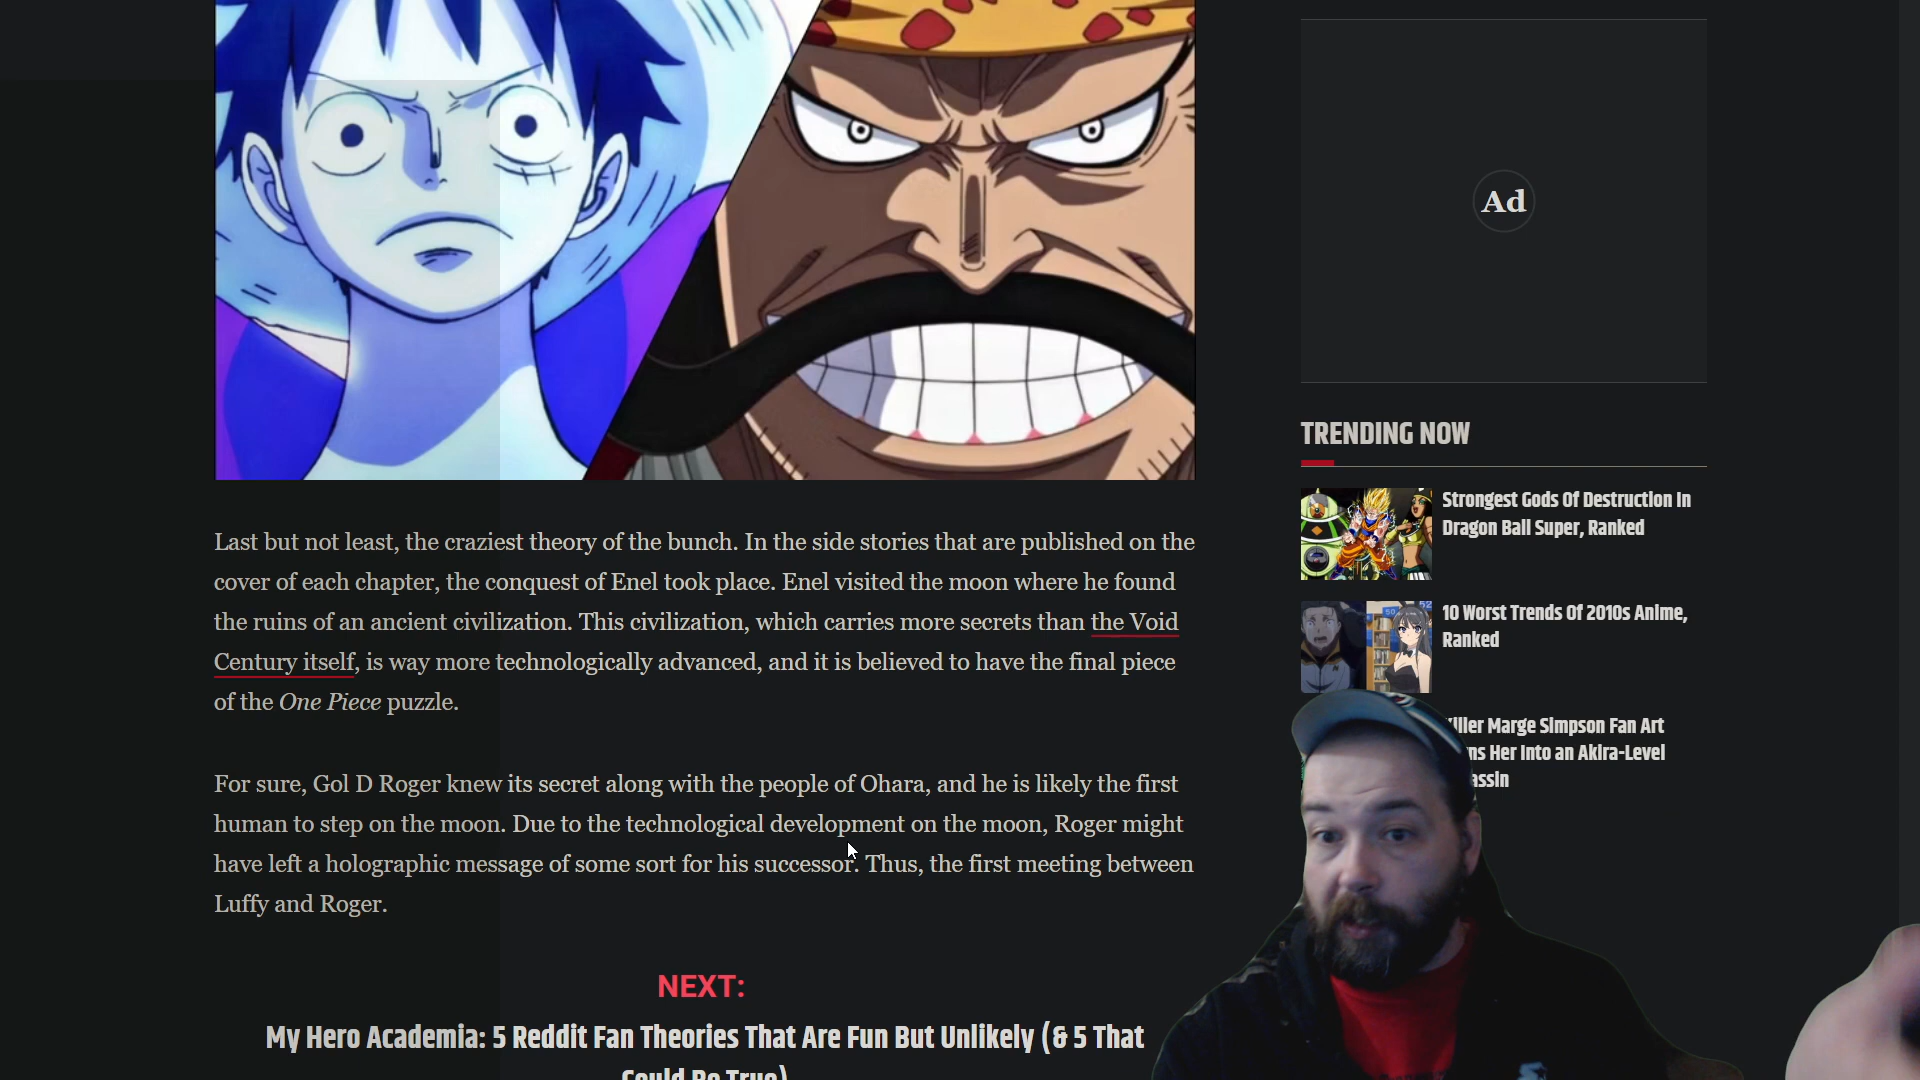 Last but not least, the craziest theory of the bunch. In the side stories that are published on the
cover of each chapter, the conquest of Enel took place. Enel visited the moon where he found
the ruins of an ancient civilization. This civilization, which carries more secrets than the Void
Century itself, is way more technologically advanced, and it is believed to have the final piece
of the One Piece puzzle.
For sure, Gol D Roger knew its secret along with the people of Ohara, and he is likely the first
human to step on the moon. Due to the technological development on the moon, Roger might
have left a holographic message of some sort for his successor. Thus, the first meeting between
Luffy and Roger.
NEXT:
My Hero Academia: 5 Reddit Fan Theories That Are Fun But Unlikely (& 5 That
Could Be True)
Ad
TRENDING NOW
Strongest Gods Of Destruction In
Dragon Ball Super, Ranked
10 Worst Trends Of 2010s Anime,
Ranked
Marge Simpson Fan Art
Her Into an Akira-Level